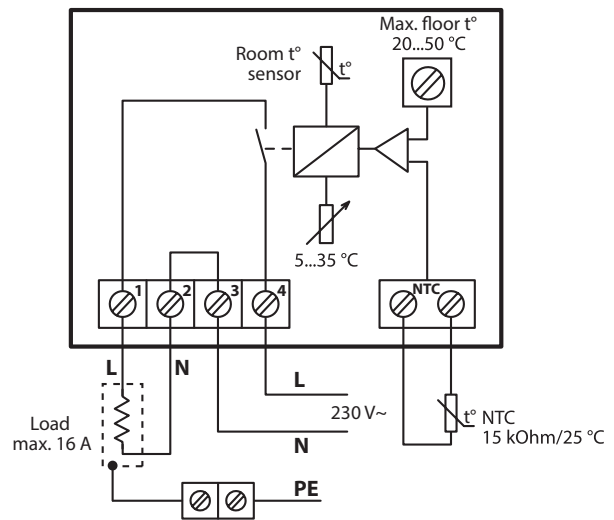 Max. floor t°
20...50 °C
Room t°
sensor
t°
5...35 °C
1
2
3
4
NTC
L
N
L
230 V~
N
Load
max. 16 A
t° NTC
15 kOhm/25 °C
PE